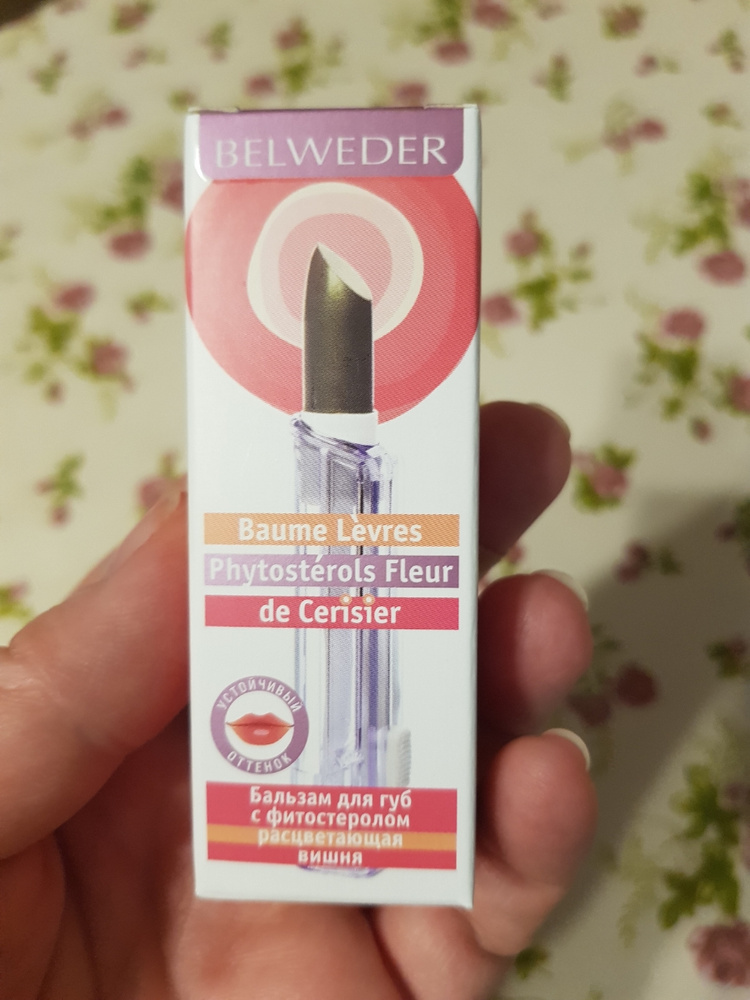 BELWEDER
Baume Lèvres
Phytostérols Fleur
de Cerisier
УСТОЙЧИВЫЙ
ОТТЕНОК
Бальзам для губ
с фитостеролом
расцветающая
вишня